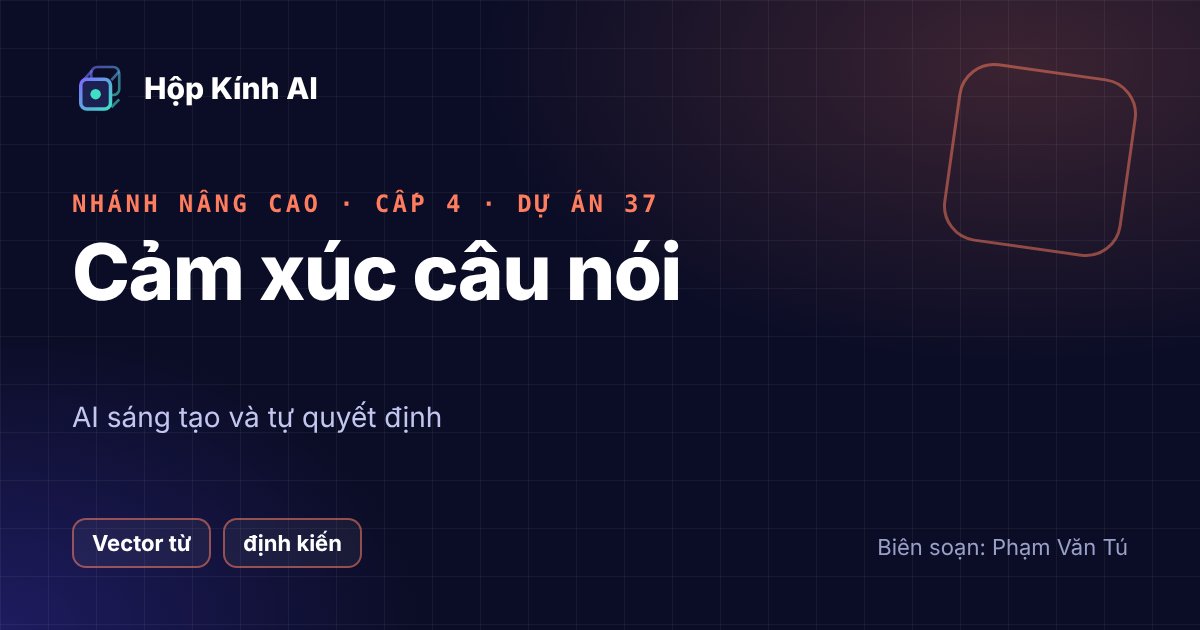 Hộp Kính AI
NHÁNH NÂNG CAO · CẤP 4 · DỰ ÁN 37
Cảm xúc câu nói
AI sáng tạo và tự quyết định
Vector từ
định kiến
Biên soạn: Phạm Văn Tú